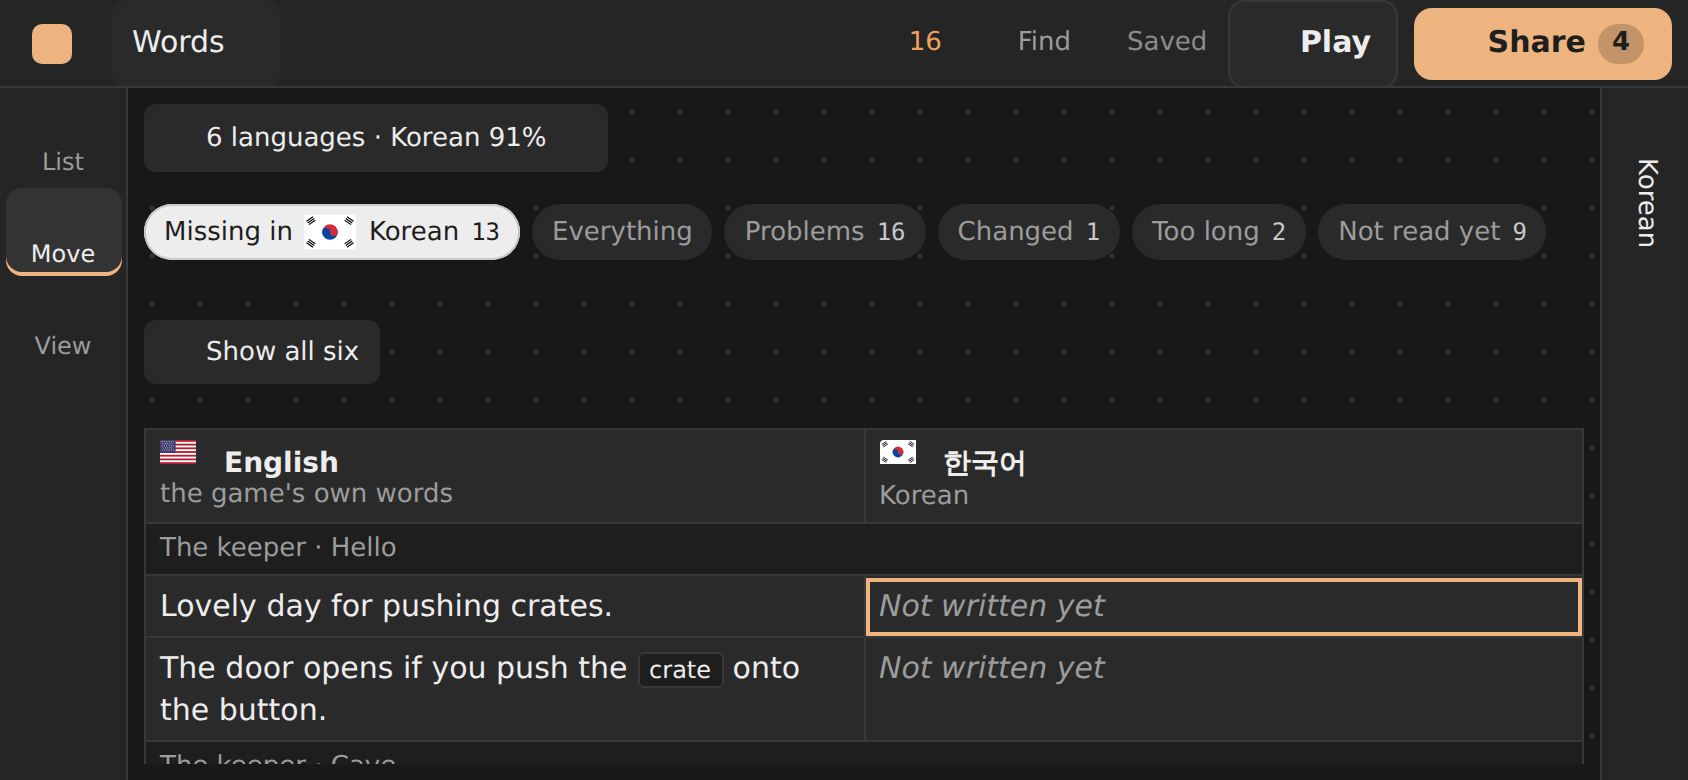 Words
16
Find
Saved
Play
Share 4
List
Move
View
6 languages · Korean 91%
Missing in Korean 13
Everything
Problems 16
Changed 1
Too long 2
Not read yet 9
Show all six
English
the game's own words
한국어
Korean
The keeper · Hello
Lovely day for pushing crates.
Not written yet
The door opens if you push the crate onto
the button.
Not written yet
The keeper ·
Korean